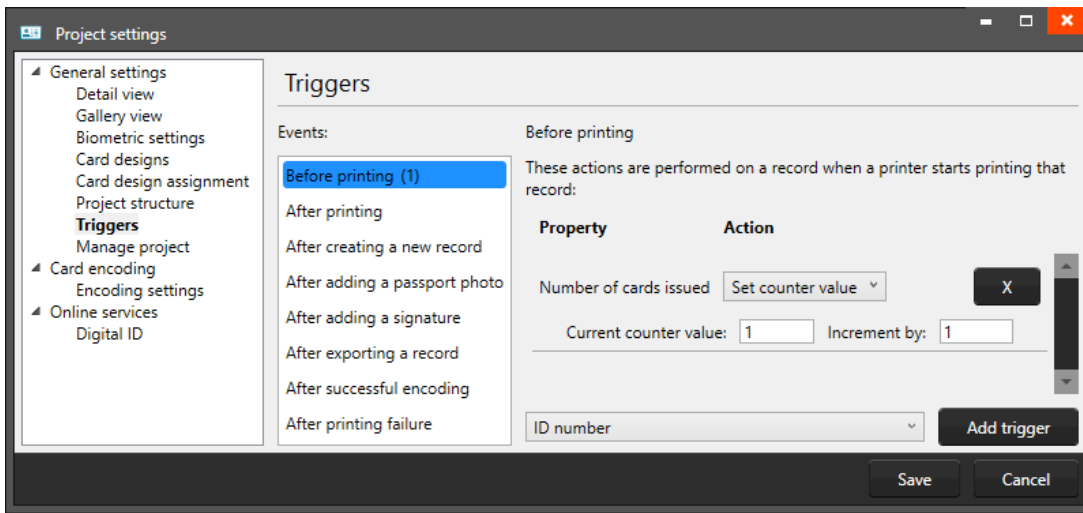 Project settings
General settings
Detail view
Gallery view
Biometric settings
Card designs
Card design assignment
Project structure
Triggers
Manage project
Card encoding
Encoding settings
Online services
Digital ID
Triggers
Events:
Before printing (1)
After printing
After creating a new record
After adding a passport photo
After adding a signature
After exporting a record
After successful encoding
After printing failure
Before printing
These actions are performed on a record when a printer starts printing that
record:
Property Action
Number of cards issued Set counter value X
Current counter value: 1 Increment by: 1
ID number Add trigger
Save Cancel